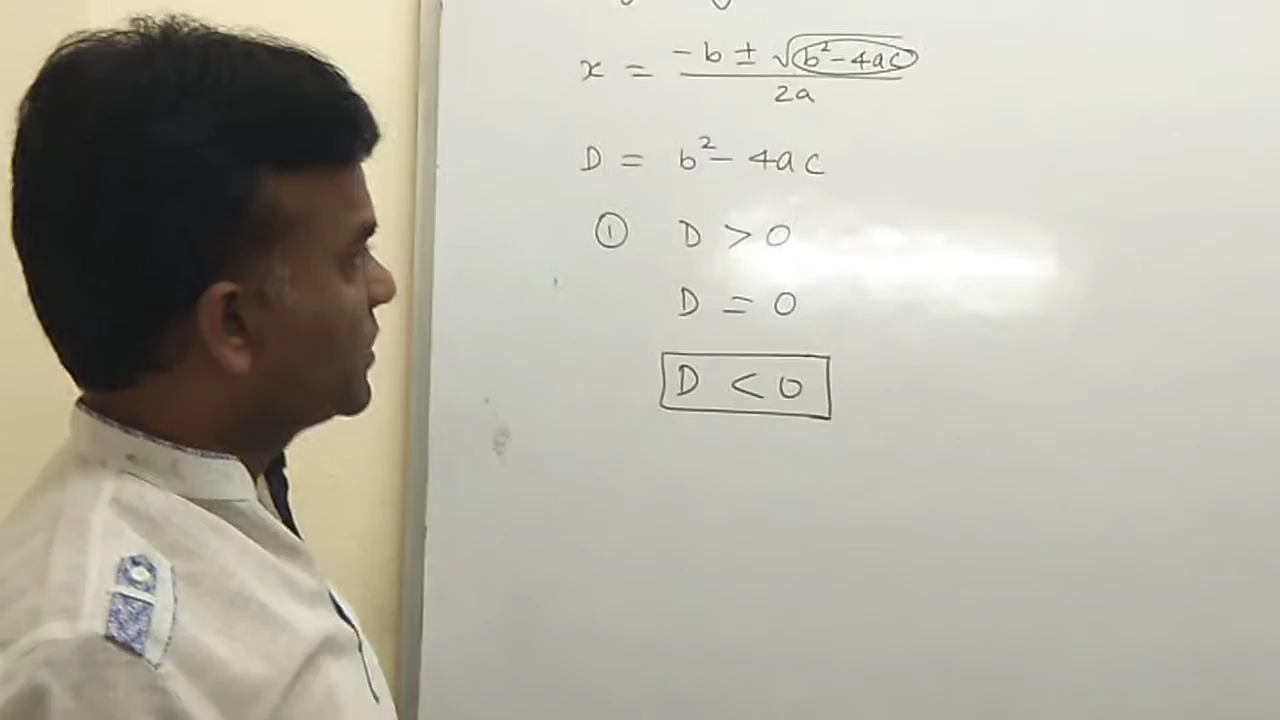 x = -b ± √(b² - 4ac) / 2a
D = b² - 4ac
① D > 0
D = 0
D < 0